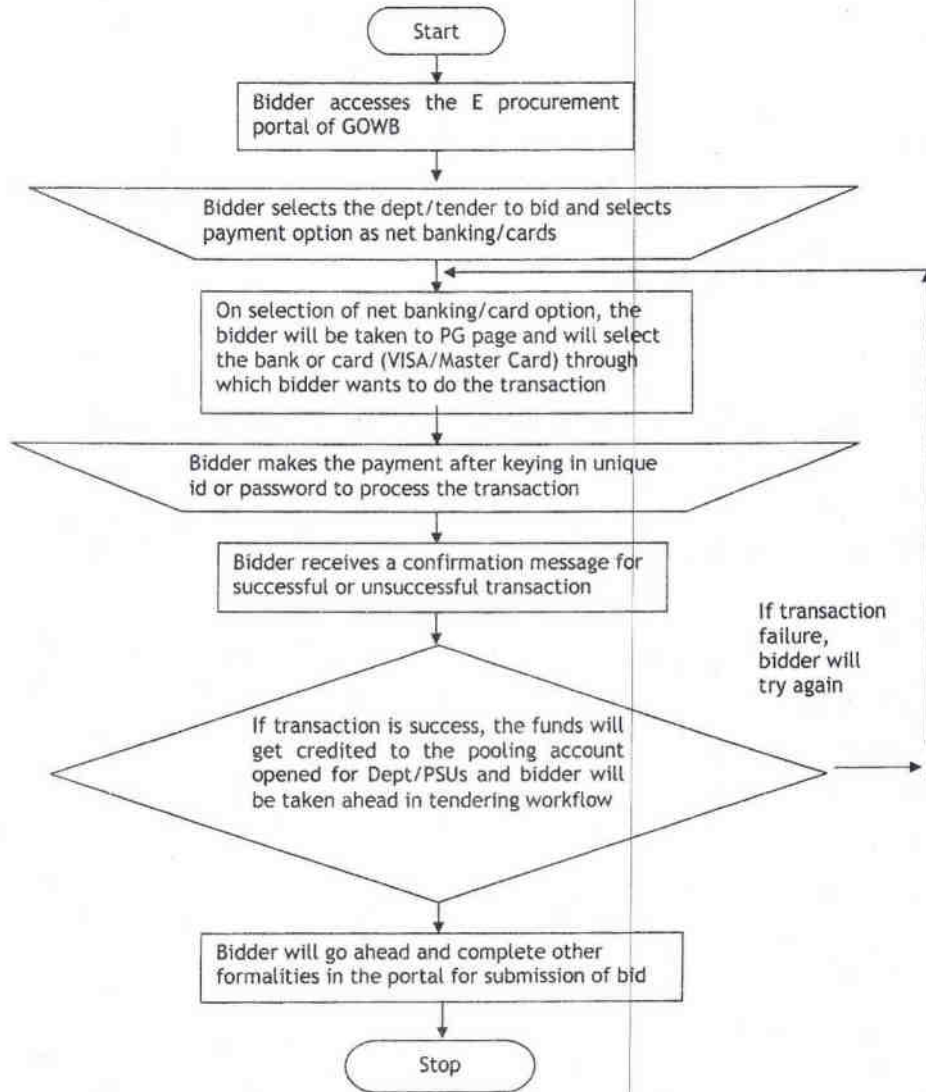 Start
Bidder accesses the E procurement
portal of GOWB
Bidder selects the dept/tender to bid and selects
payment option as net banking/cards
On selection of net banking/card option, the
bidder will be taken to PG page and will select
the bank or card (VISA/Master Card) through
which bidder wants to do the transaction
Bidder makes the payment after keying in unique
id or password to process the transaction
Bidder receives a confirmation message for
successful or unsuccessful transaction
If transaction
failure,
bidder will
try again
If transaction is success, the funds will
get credited to the pooling account
opened for Dept/PSUs and bidder will
be taken ahead in tendering workflow
Bidder will go ahead and complete other
formalities in the portal for submission of bid
Stop